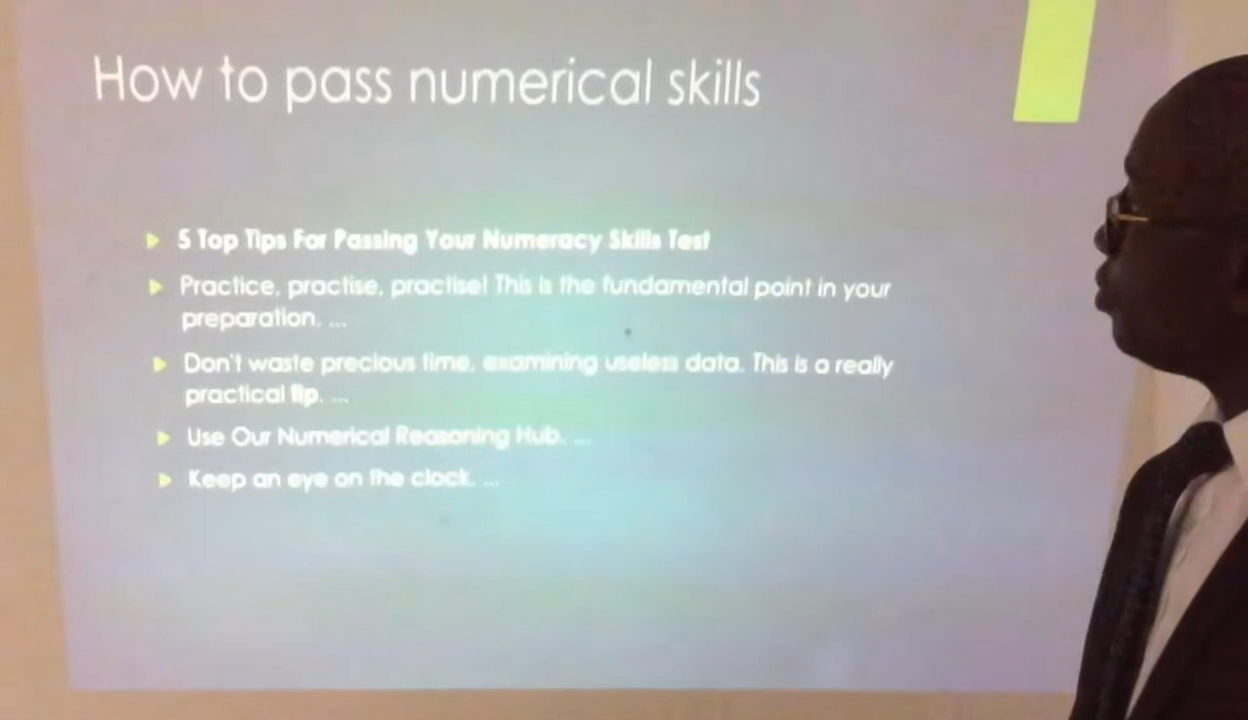 How to pass numerical skills
5 Top Tips For Passing Your Numeracy Skills Test
Practice, practise, practise! This is the fundamental point in your
preparation. ...
Don't waste precious time, examining useless data. This is a really
practical tip. ...
Use Our Numerical Reasoning Hub. ...
Keep an eye on the clock. ...